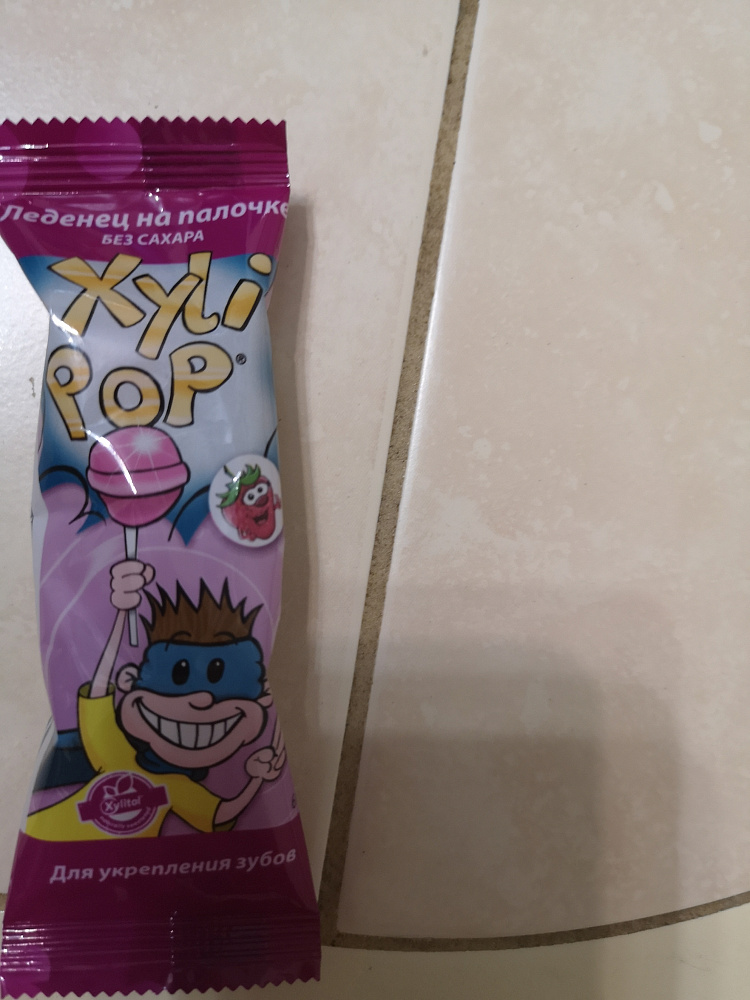 Леденец на палочке
БЕЗ САХАРА
Xyli
POP®
Xylitol
Для укрепления зубов